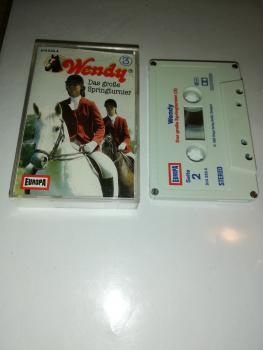 Wendy
3
Das große
Springturnier
EUROPA
Wendy
Das große Springturnier (3)
EUROPA
Seite
2
STEREO